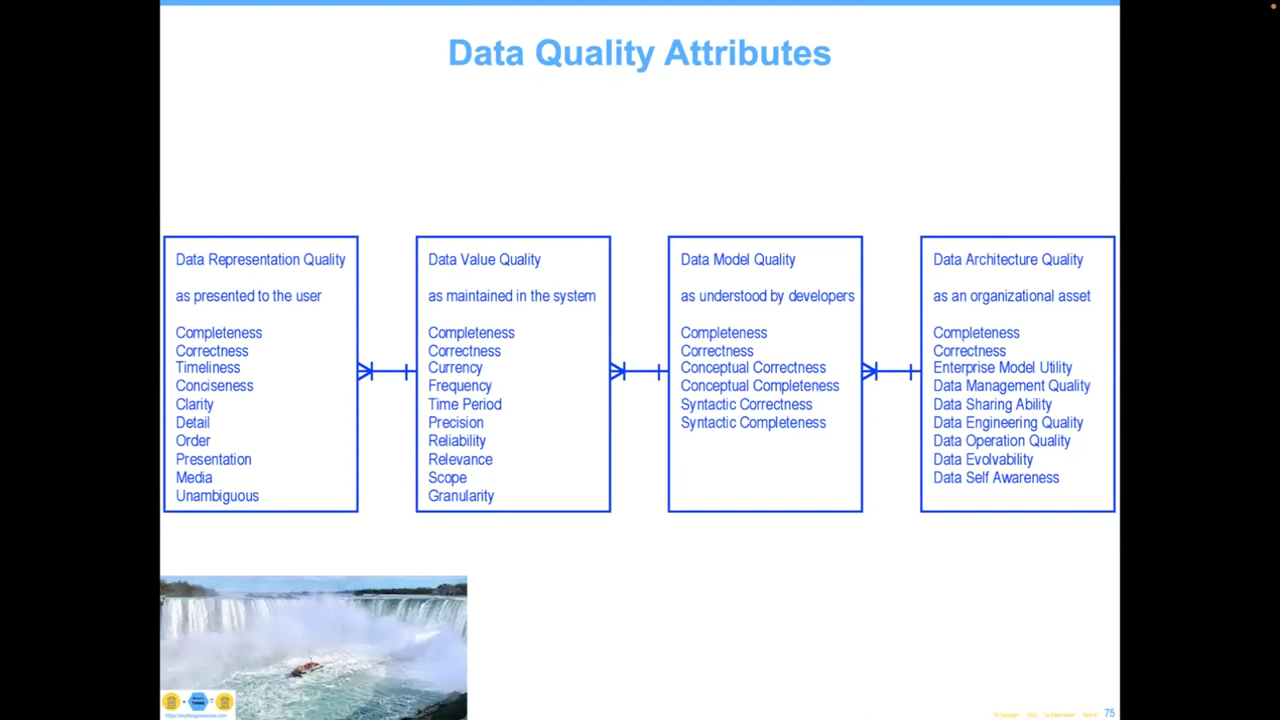 Data Quality Attributes
Data Representation Quality
as presented to the user
Completeness
Correctness
Timeliness
Conciseness
Clarity
Detail
Order
Presentation
Media
Unambiguous
Data Value Quality
as maintained in the system
Completeness
Correctness
Currency
Frequency
Time Period
Precision
Reliability
Relevance
Scope
Granularity
Data Model Quality
as understood by developers
Completeness
Correctness
Conceptual Correctness
Conceptual Completeness
Syntactic Correctness
Syntactic Completeness
Data Architecture Quality
as an organizational asset
Completeness
Correctness
Enterprise Model Utility
Data Management Quality
Data Sharing Ability
Data Engineering Quality
Data Operation Quality
Data Evolvability
Data Self Awareness
© Copyright
75